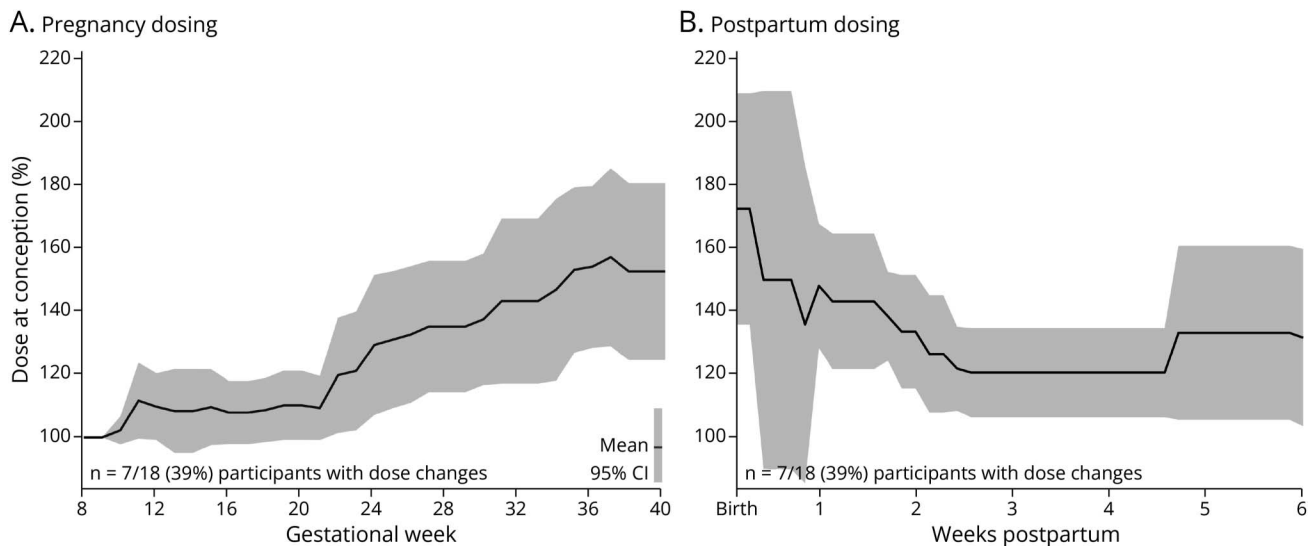 A. Pregnancy dosing
220
200
180
160
140
120
100
Dose at conception (%)
Mean
95% CI
n = 7/18 (39%) participants with dose changes
8 12 16 20 24 28 32 36 40
Gestational week
B. Postpartum dosing
220
200
180
160
140
120
100
n = 7/18 (39%) participants with dose changes
Birth 1 2 3 4 5 6
Weeks postpartum